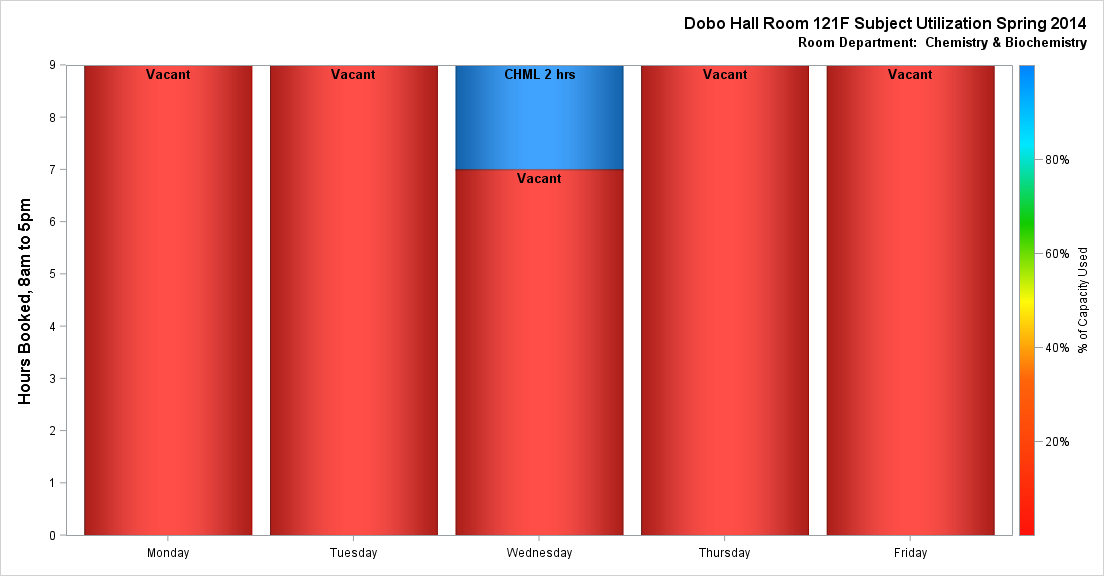 Dobo Hall Room 121F Subject Utilization Spring 2014
Room Department:  Chemistry & Biochemistry
Hours Booked, 8am to 5pm
9
8
7
6
5
4
3
2
1
0
Vacant
Vacant
CHML 2 hrs
Vacant
Vacant
Vacant
Monday
Tuesday
Wednesday
Thursday
Friday
80%
60%
40%
20%
% of Capacity Used